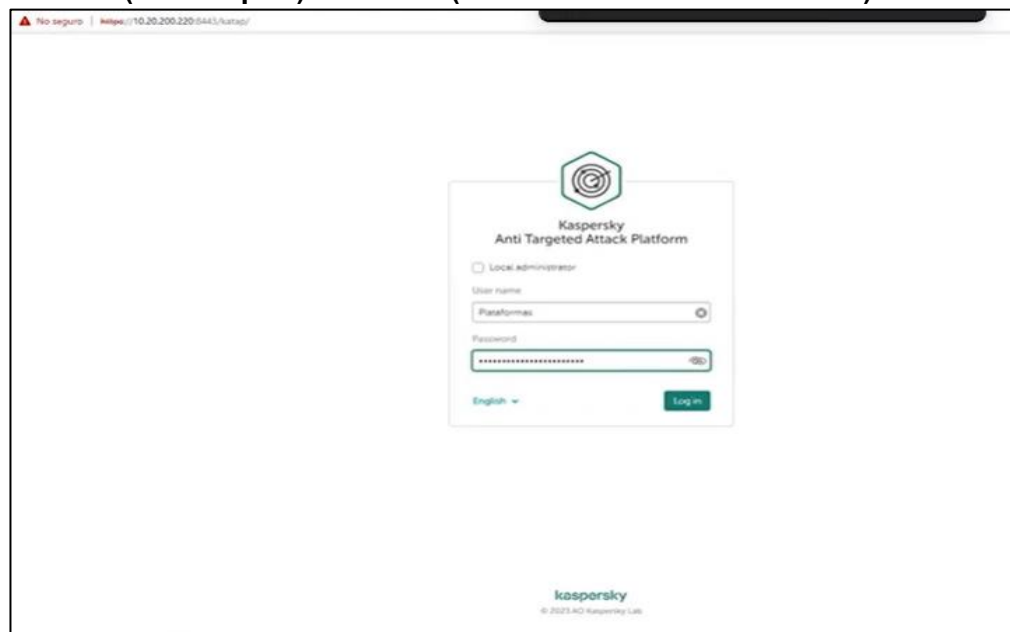 No seguro | https://10.20.200.220:8443/katap/
Kaspersky
Anti Targeted Attack Platform
Local administrator
User name
Plataformas
Password
••••••••••••••••••••••
English
Log in
kaspersky
© 2023 AO Kaspersky Lab